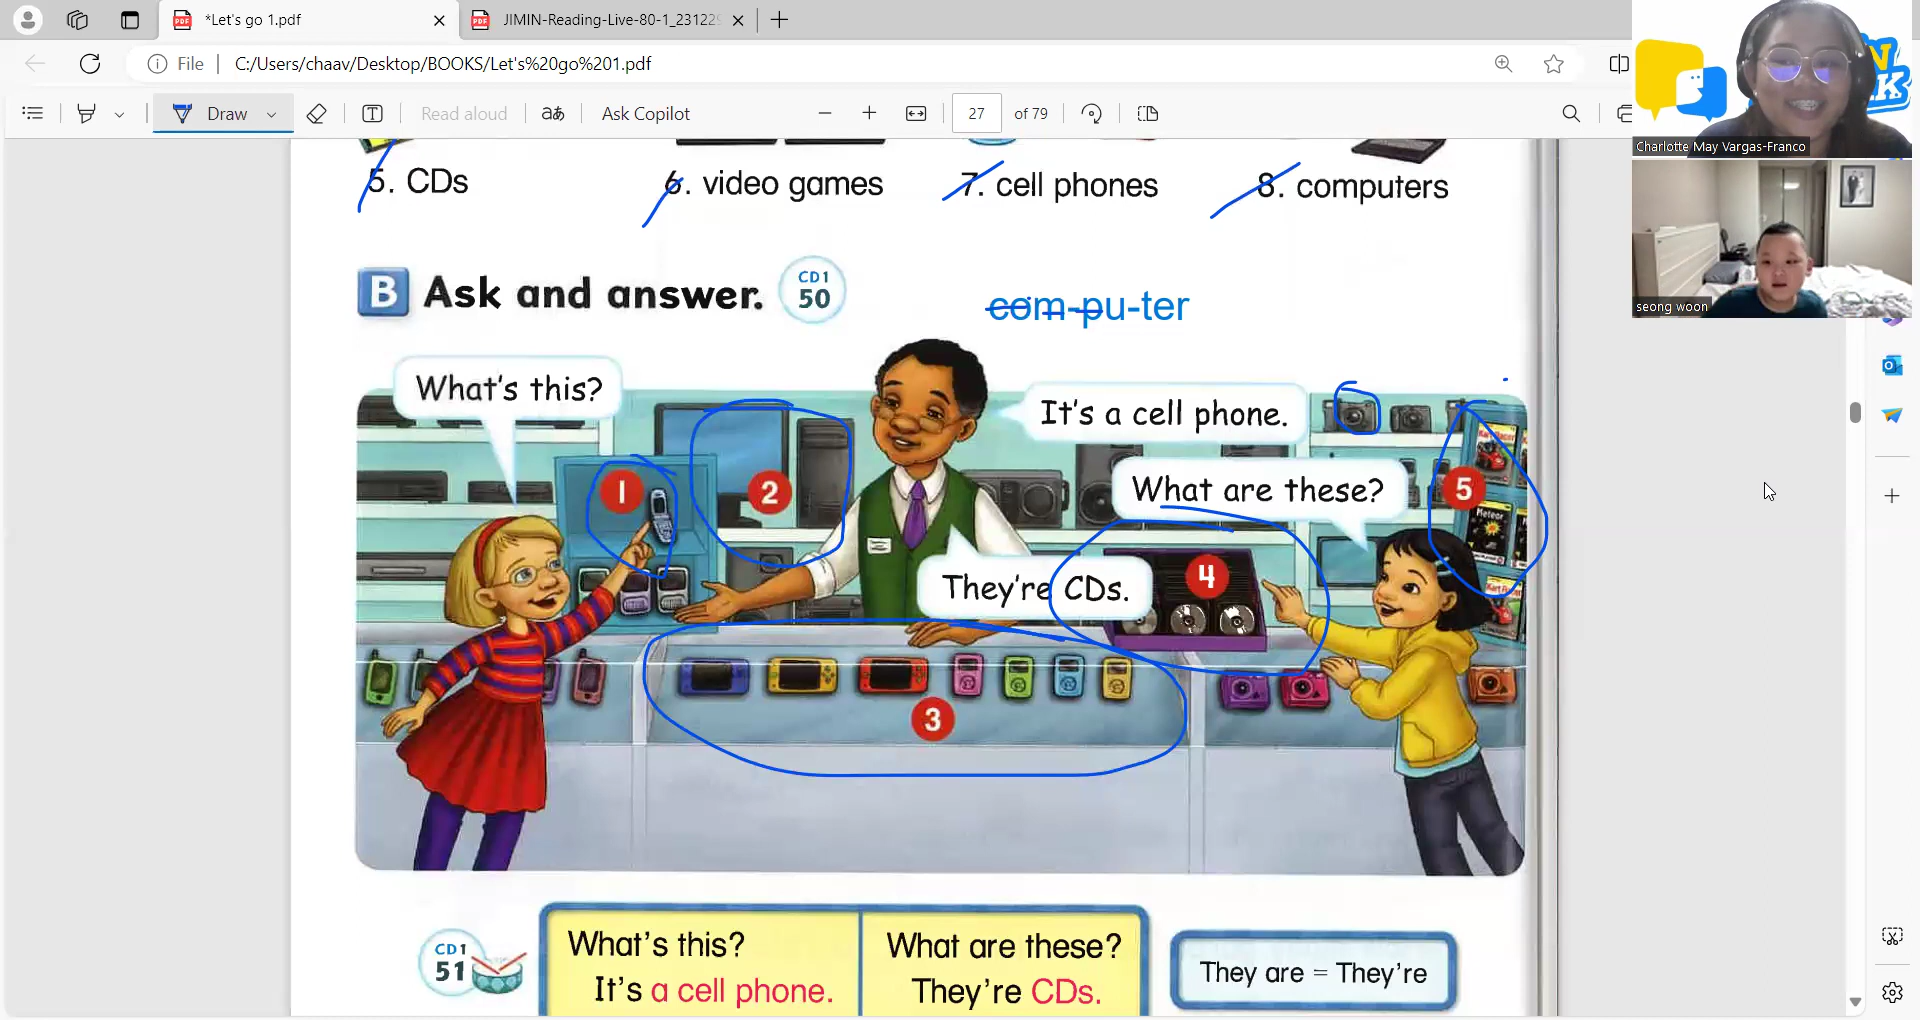 *Let's go 1.pdf
JIMIN-Reading-Live-80-1_231229
File
C:/Users/chaav/Desktop/BOOKS/Let's%20go%201.pdf
Draw
Read aloud
aあ
Ask Copilot
27
of 79
Charlotte May Vargas-Franco
seong woon
5. CDs
6. video games
7. cell phones
8. computers
B
Ask and answer.
CD1
50
com-pu-ter
What's this?
It's a cell phone.
What are these?
They're CDs.
1
2
3
4
5
Meteor
CD1
51
What's this?
It's a cell phone.
What are these?
They're CDs.
They are = They're